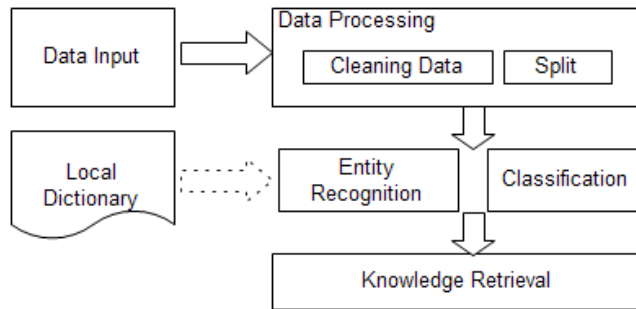 Data Input
Data Processing
Cleaning Data
Split
Local
Dictionary
Entity
Recognition
Classification
Knowledge Retrieval